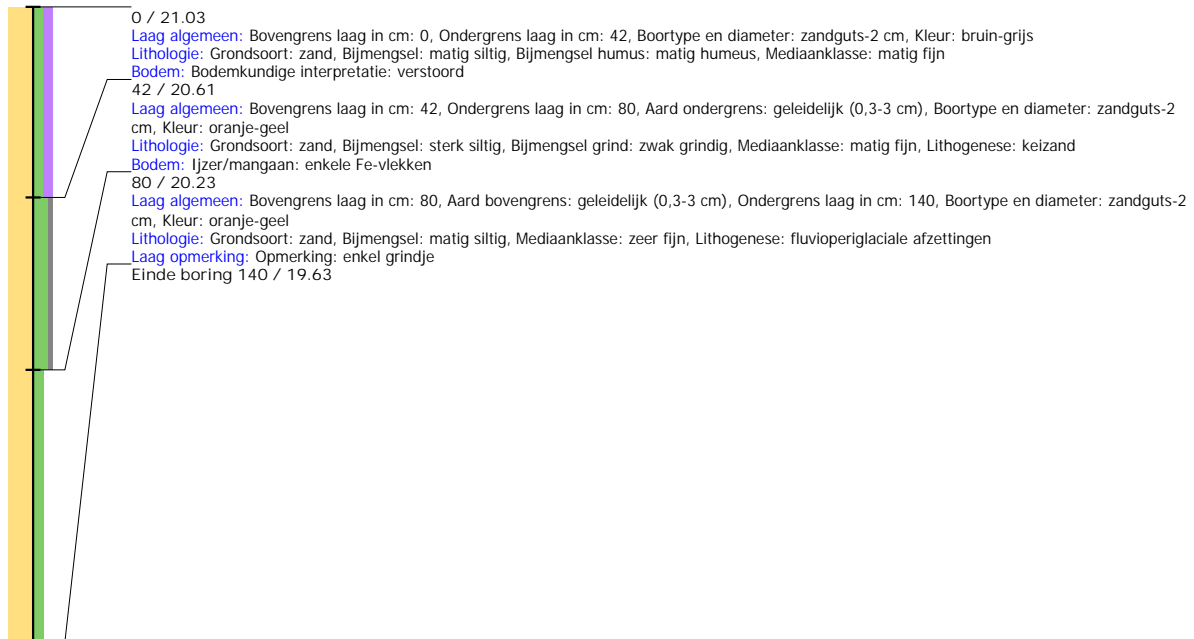 0 / 21.03
Laag algemeen: Bovengrens laag in cm: 0, Ondergrens laag in cm: 42, Boortype en diameter: zandguts-2 cm, Kleur: bruin-grijs
Lithologie: Grondsoort: zand, Bijmengsel: matig siltig, Bijmengsel humus: matig humeus, Mediaanklasse: matig fijn
Bodem: Bodemkundige interpretatie: verstoord
42 / 20.61
Laag algemeen: Bovengrens laag in cm: 42, Ondergrens laag in cm: 80, Aard ondergrens: geleidelijk (0,3-3 cm), Boortype en diameter: zandguts-2
cm, Kleur: oranje-geel
Lithologie: Grondsoort: zand, Bijmengsel: sterk siltig, Bijmengsel grind: zwak grindig, Mediaanklasse: matig fijn, Lithogenese: keizand
Bodem: Ijzer/mangaan: enkele Fe-vlekken
80 / 20.23
Laag algemeen: Bovengrens laag in cm: 80, Aard bovengrens: geleidelijk (0,3-3 cm), Ondergrens laag in cm: 140, Boortype en diameter: zandguts-2
cm, Kleur: oranje-geel
Lithologie: Grondsoort: zand, Bijmengsel: matig siltig, Mediaanklasse: zeer fijn, Lithogenese: fluvioperiglaciale afzettingen
Laag opmerking: Opmerking: enkel grindje
Einde boring 140 / 19.63